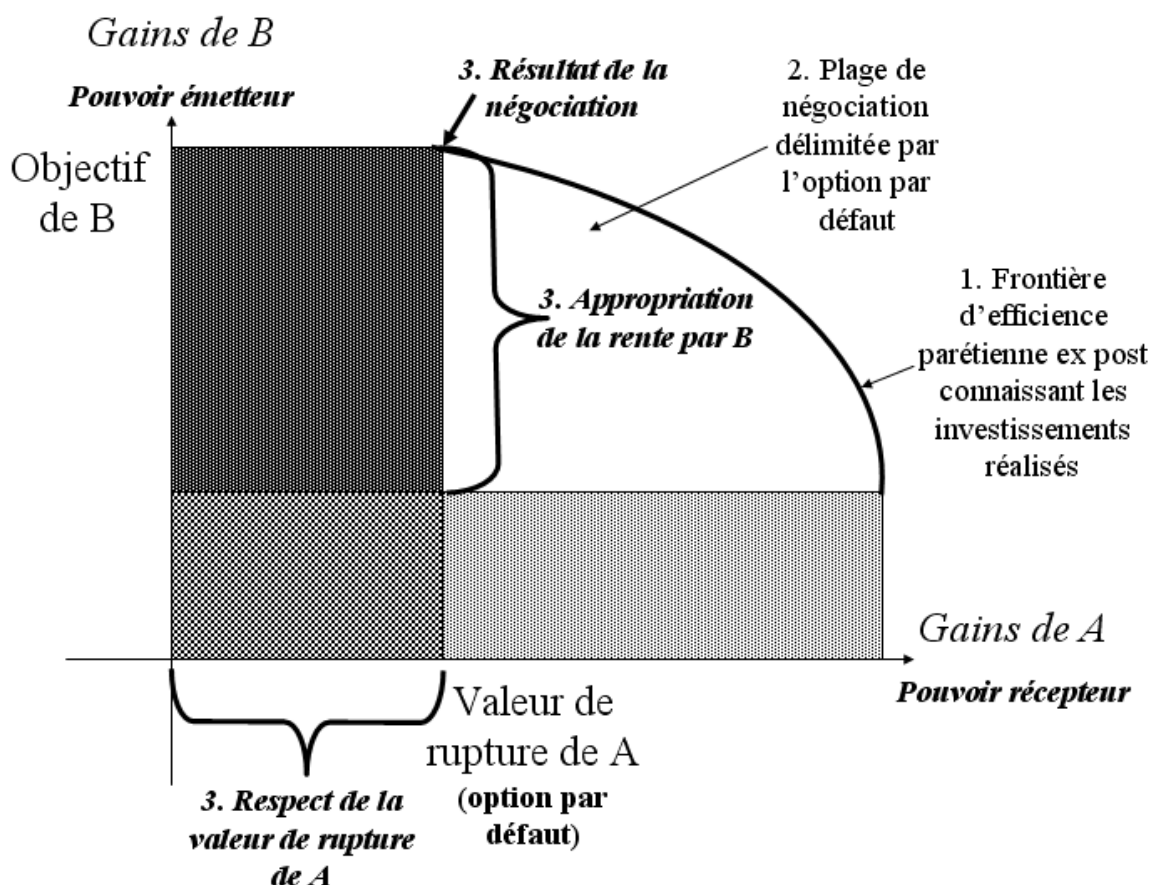 Gains de B
Pouvoir émetteur
Objectif
de B
3. Résultat de la
négociation
2. Plage de
négociation
délimitée par
l’option par
défaut
3. Appropriation
de la rente par B
1. Frontière
d’efficience
parétienne ex post
connaissant les
investissements
réalisés
Gains de A
Pouvoir récepteur
Valeur de
rupture de A
(option par
défaut)
3. Respect de la
valeur de rupture
de A